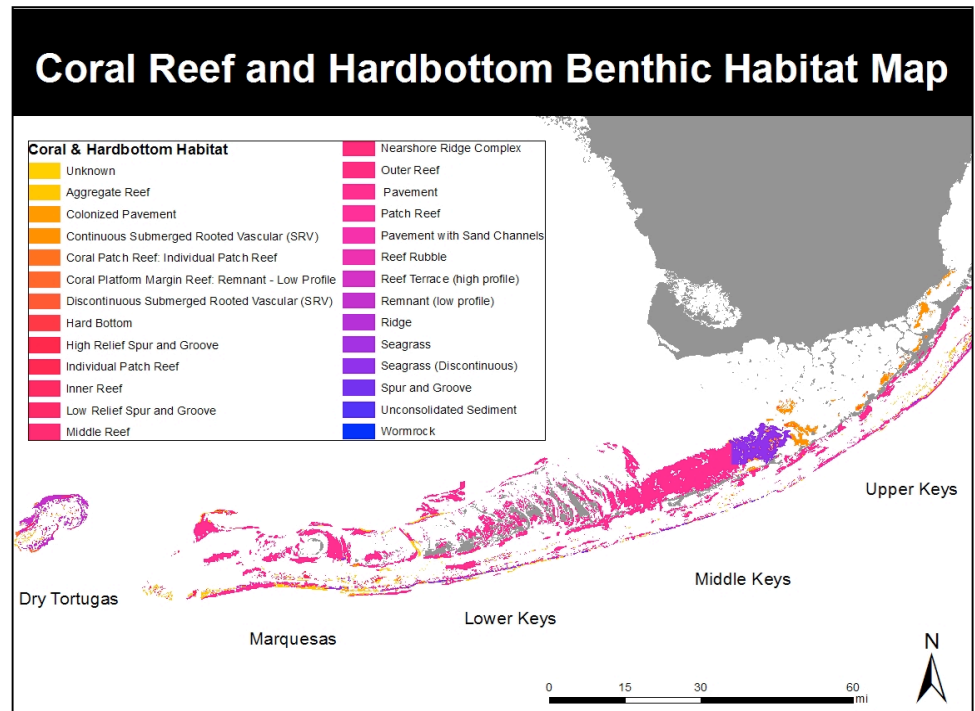 Coral Reef and Hardbottom Benthic Habitat Map
Coral & Hardbottom Habitat
Unknown
Aggregate Reef
Colonized Pavement
Continuous Submerged Rooted Vascular (SRV)
Coral Patch Reef: Individual Patch Reef
Coral Platform Margin Reef: Remnant - Low Profile
Discontinuous Submerged Rooted Vascular (SRV)
Hard Bottom
High Relief Spur and Groove
Individual Patch Reef
Inner Reef
Low Relief Spur and Groove
Middle Reef
Nearshore Ridge Complex
Outer Reef
Pavement
Patch Reef
Pavement with Sand Channels
Reef Rubble
Reef Terrace (high profile)
Remnant (low profile)
Ridge
Seagrass
Seagrass (Discontinuous)
Spur and Groove
Unconsolidated Sediment
Wormrock
Upper Keys
Middle Keys
Dry Tortugas
Lower Keys
Marquesas
N
0 15 30 60
mi